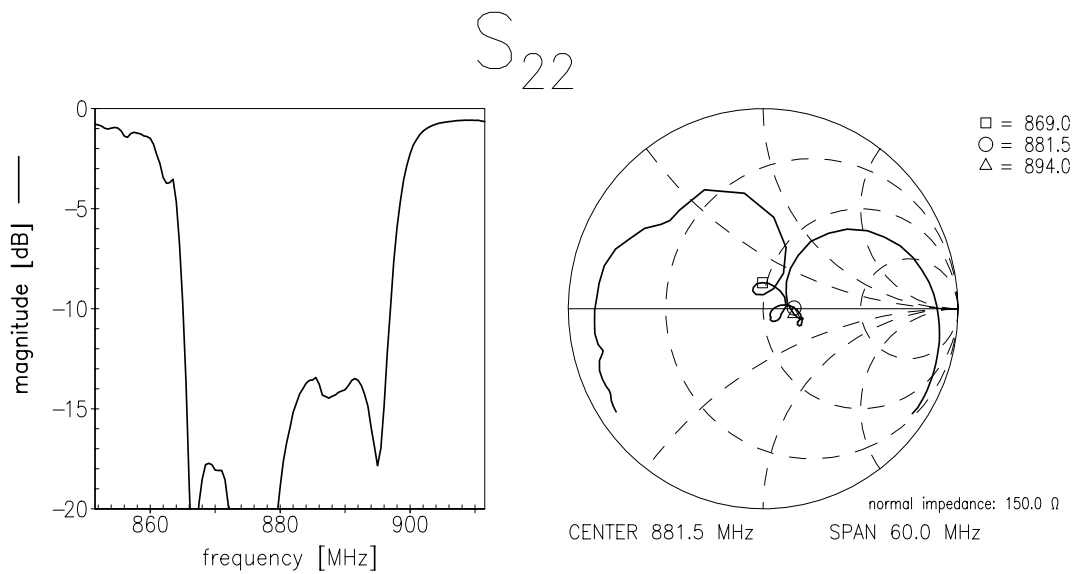 S22
0
−5
−10
−15
−20
860
880
900
magnitude [dB]
frequency [MHz]
□ = 869.0
○ = 881.5
△ = 894.0
normal impedance: 150.0 Ω
CENTER 881.5 MHz
SPAN 60.0 MHz